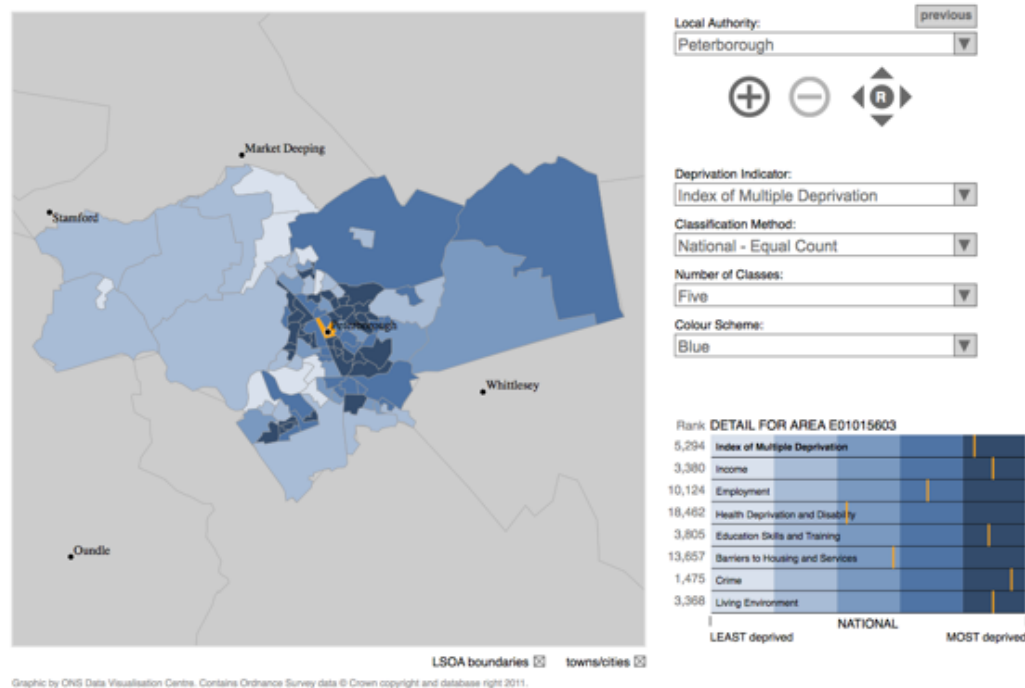 Market Deeping
Stamford
Peterborough
Whittlesey
Oundle
LSOA boundaries ☒ towns/cities ☒
Graphic by ONS Data Visualisation Centre. Contains Ordnance Survey data © Crown copyright and database right 2011.
previous
Local Authority:
Peterborough
R
Deprivation Indicator:
Index of Multiple Deprivation
Classification Method:
National - Equal Count
Number of Classes:
Five
Colour Scheme:
Blue
Rank DETAIL FOR AREA E01015603
5,294 Index of Multiple Deprivation
3,380 Income
10,124 Employment
18,462 Health Deprivation and Disability
3,805 Education Skills and Training
13,657 Barriers to Housing and Services
1,475 Crime
3,368 Living Environment
NATIONAL
LEAST deprived MOST deprived